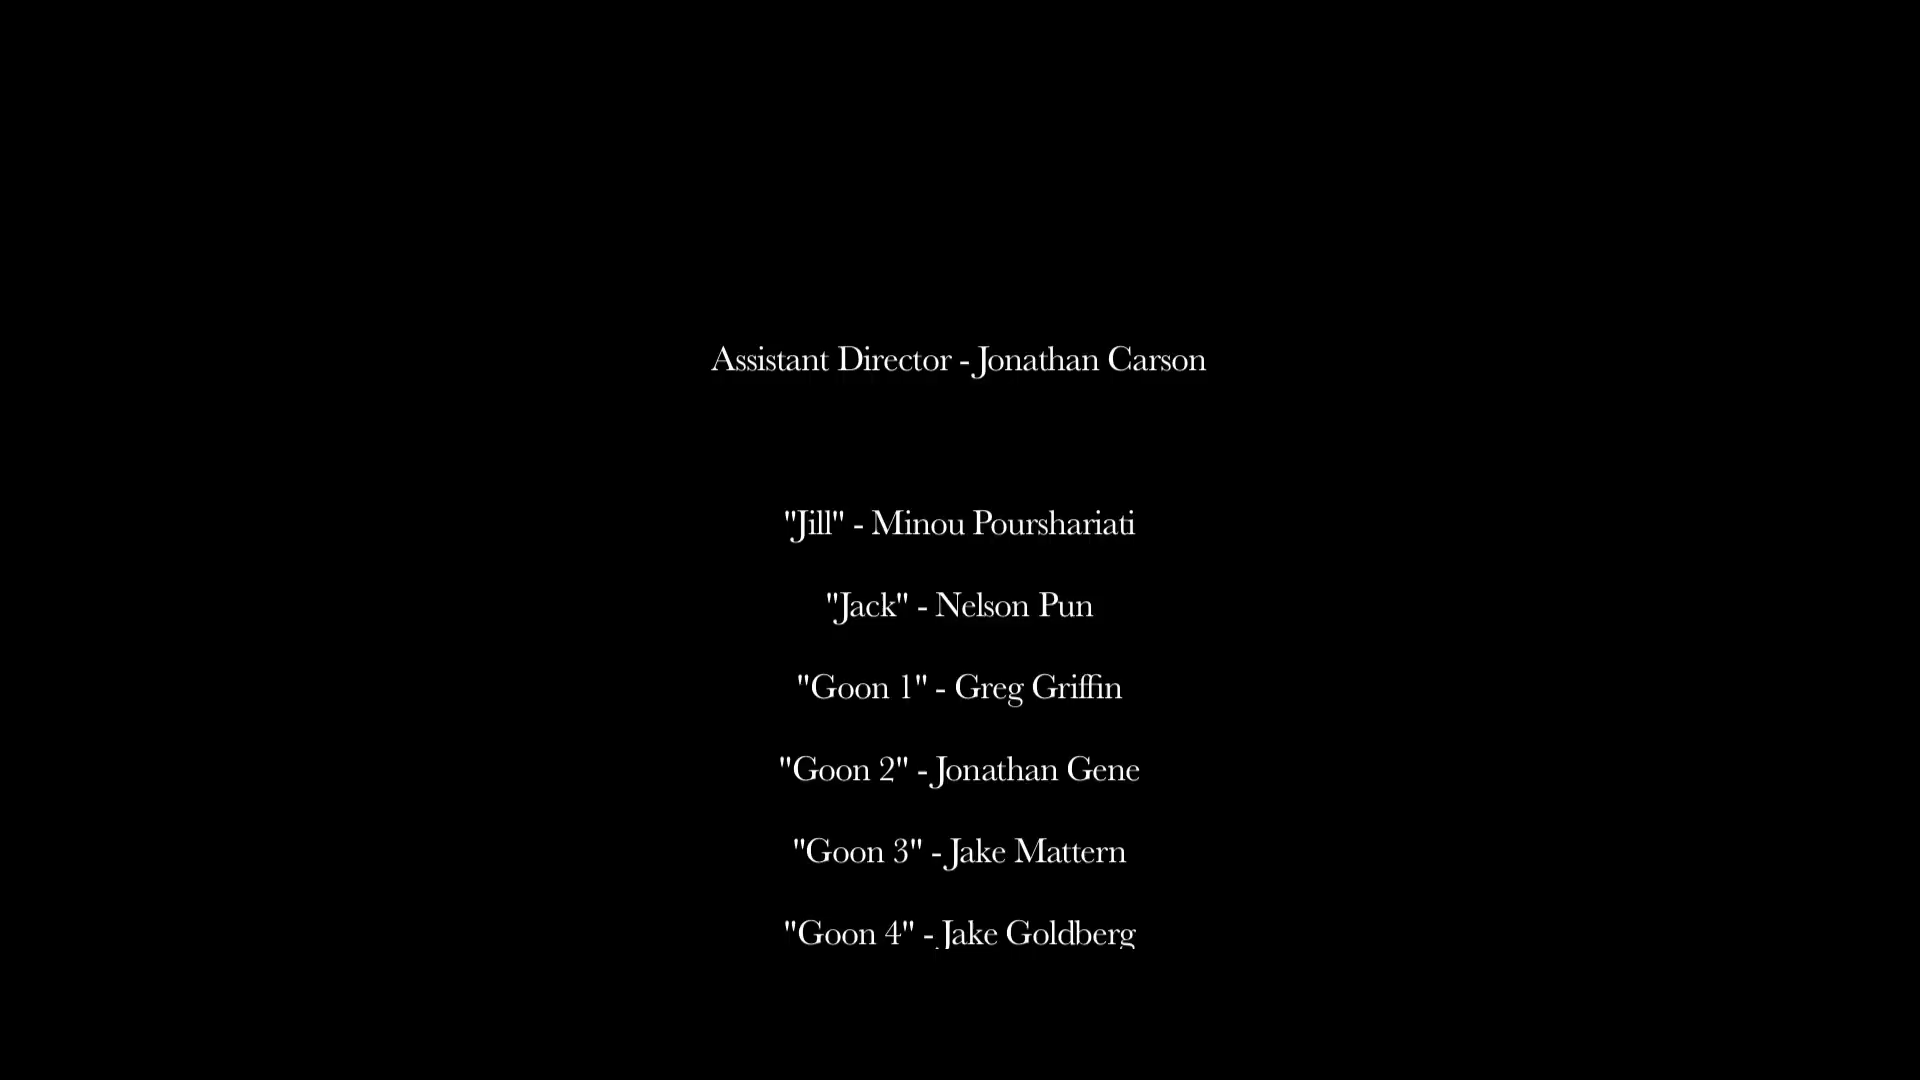 Assistant Director - Jonathan Carson
"Jill" - Minou Pourshariati
"Jack" - Nelson Pun
"Goon 1" - Greg Griffin
"Goon 2" - Jonathan Gene
"Goon 3" - Jake Mattern
"Goon 4" - Jake Goldberg